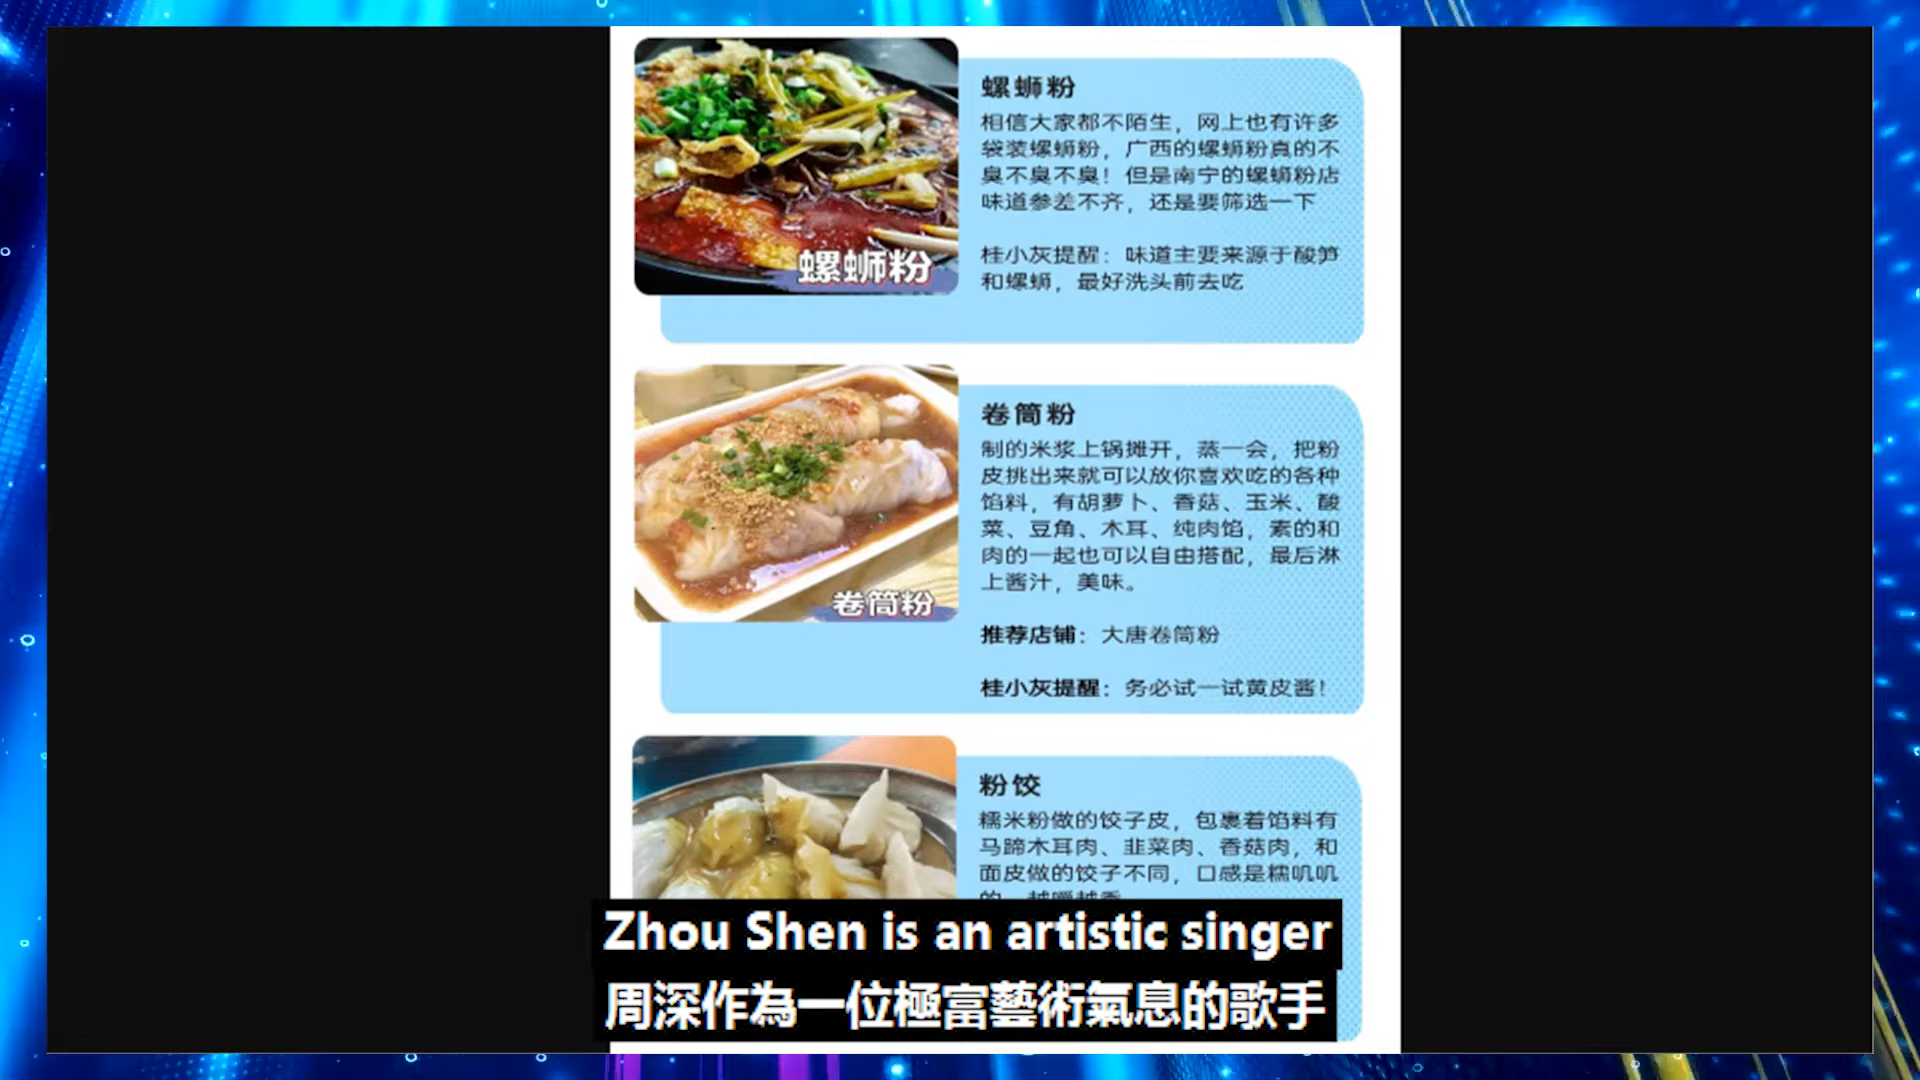 螺蛳粉
相信大家都不陌生，网上也有许多
袋装螺蛳粉，广西的螺蛳粉真的不
臭不臭不臭！但是南宁的螺蛳粉店
味道参差不齐，还是要筛选一下
桂小灰提醒：味道主要来源于酸笋
和螺蛳，最好洗头前去吃
螺蛳粉
卷筒粉
制的米浆上锅摊开，蒸一会，把粉
皮挑出来就可以放你喜欢吃的各种
馅料，有胡萝卜、香菇、玉米、酸
菜、豆角、木耳、纯肉馅，素的和
肉的一起也可以自由搭配，最后淋
上酱汁，美味。
卷筒粉
推荐店铺：大唐卷筒粉
桂小灰提醒：务必试一试黄皮酱！
粉饺
糯米粉做的饺子皮，包裹着馅料有
马蹄木耳肉、韭菜肉、香菇肉，和
面皮做的饺子不同，口感是糯叽叽
Zhou Shen is an artistic singer
周深作為一位極富藝術氣息的歌手